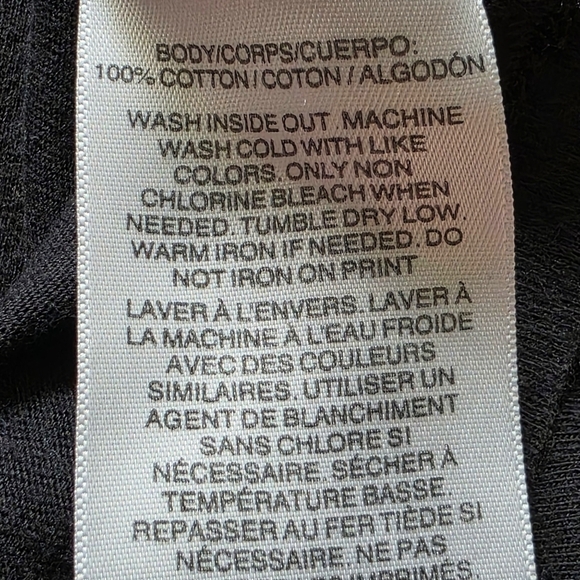 BODY/CORPS/CUERPO:
100% COTTON / COTON / ALGODÓN
WASH INSIDE OUT. MACHINE
WASH COLD WITH LIKE
COLORS. ONLY NON
CHLORINE BLEACH WHEN
NEEDED. TUMBLE DRY LOW.
WARM IRON IF NEEDED. DO
NOT IRON ON PRINT
LAVER À L'ENVERS. LAVER À
LA MACHINE À L'EAU FROIDE
AVEC DES COULEURS
SIMILAIRES. UTILISER UN
AGENT DE BLANCHIMENT
SANS CHLORE SI
NÉCESSAIRE. SÉCHER À
TEMPÉRATURE BASSE.
REPASSER AU FER TIÈDE SI
NÉCESSAIRE. NE PAS
IMPRIMÉS